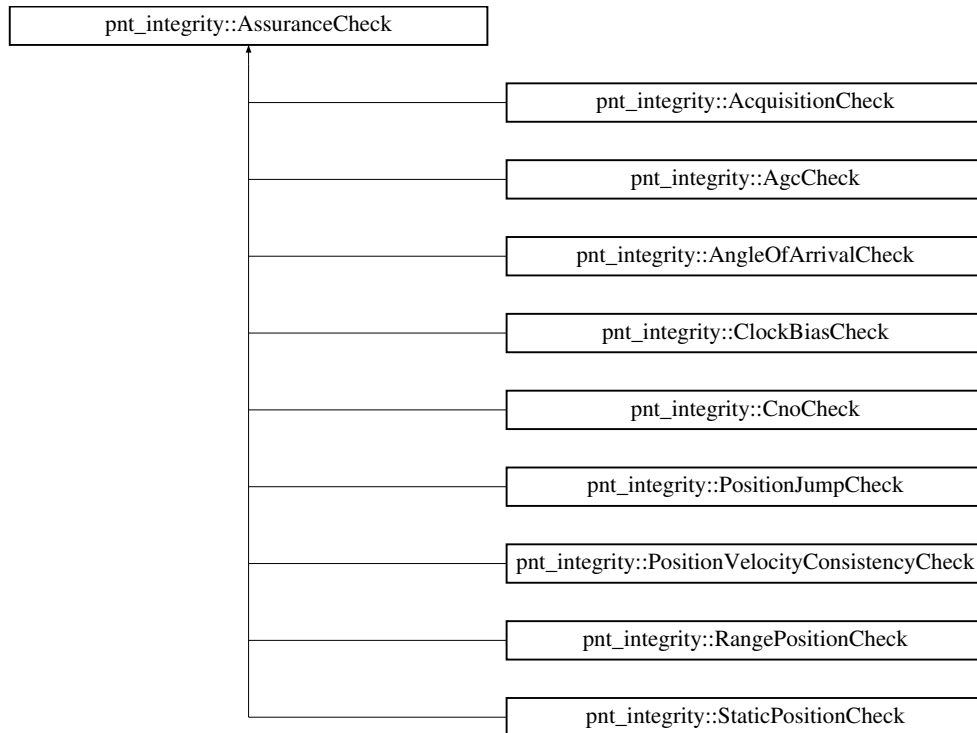 pnt_integrity::AssuranceCheck
pnt_integrity::AcquisitionCheck
pnt_integrity::AgcCheck
pnt_integrity::AngleOfArrivalCheck
pnt_integrity::ClockBiasCheck
pnt_integrity::CnoCheck
pnt_integrity::PositionJumpCheck
pnt_integrity::PositionVelocityConsistencyCheck
pnt_integrity::RangePositionCheck
pnt_integrity::StaticPositionCheck